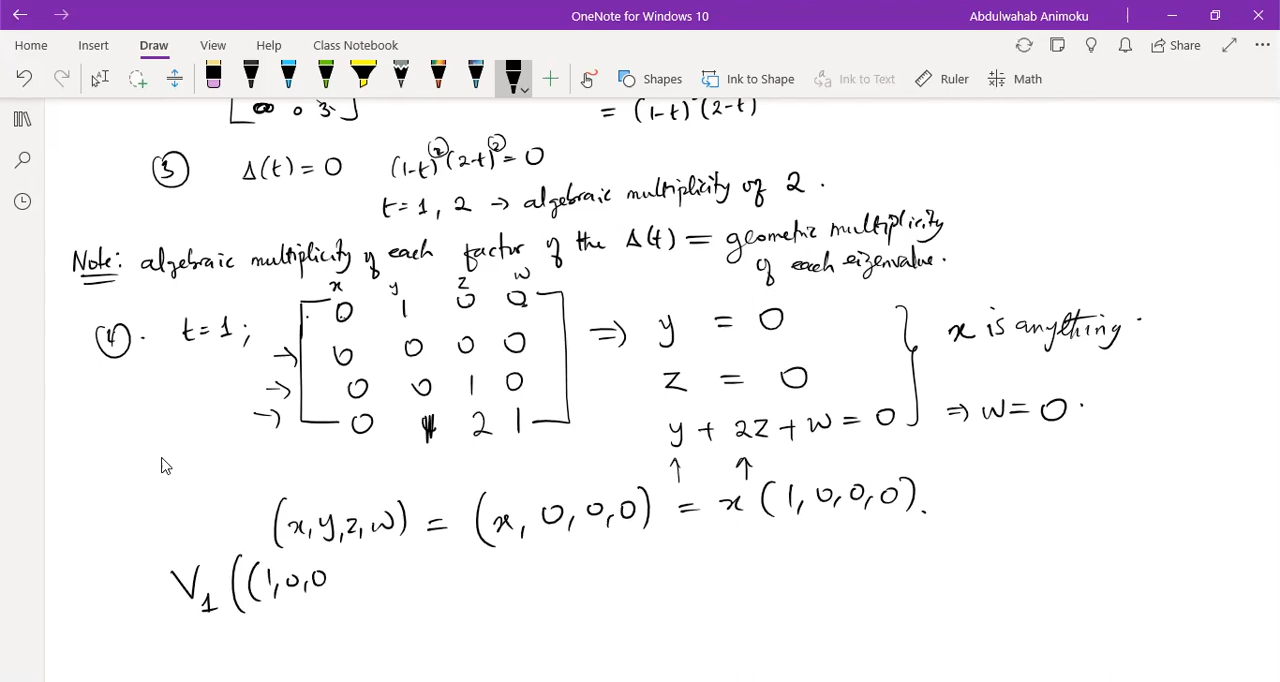 OneNote for Windows 10
Abdulwahab Animoku
Home Insert Draw View Help Class Notebook Share
Shapes Ink to Shape Ink to Text Ruler Math
0 3
= (1-t) (2-t)
③ Δ(t) = 0 (1-t)² (2-t)² = 0
t = 1, 2 → algebraic multiplicity of 2.
Note: algebraic multiplicity of each factor of the Δ(t) = geometric multiplicity
of each eigenvalue.
x y z w
④. t = 1; 0 1 0 0 ⇒ y = 0 x is anything.
→ 0 0 0 0
→ 0 0 1 0 z = 0
→ 0 1 2 1 y + 2z + w = 0 ⇒ w = 0.
↑ ↑
(x, y, z, w) = (x, 0, 0, 0) = x (1, 0, 0, 0).
V₁ ((1, 0, 0